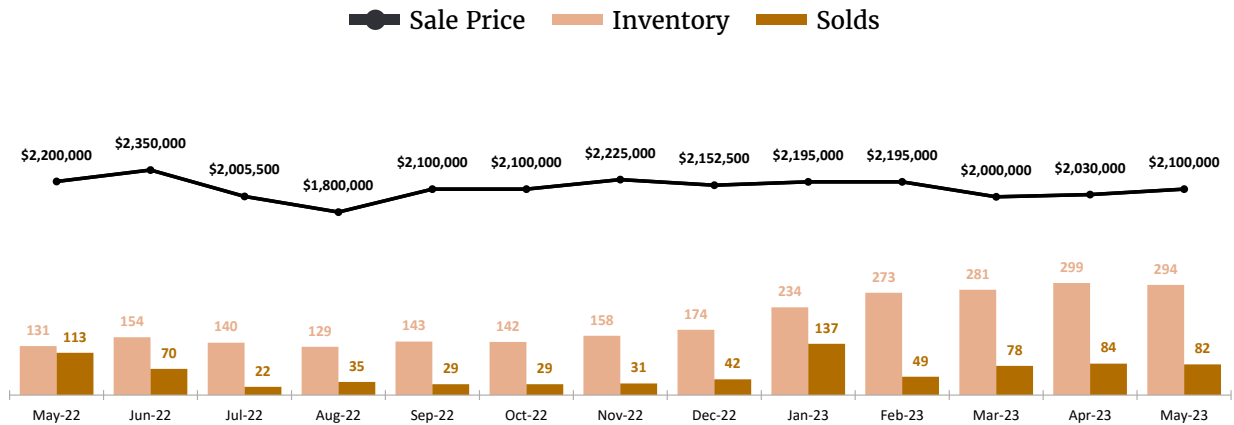 Sale Price Inventory Solds
$2,200,000 $2,350,000 $2,005,500 $1,800,000 $2,100,000 $2,100,000 $2,225,000 $2,152,500 $2,195,000 $2,195,000 $2,000,000 $2,030,000 $2,100,000
131 154 140 129 143 142 158 174 234 273 281 299 294
113 70 22 35 29 29 31 42 137 49 78 84 82
May-22 Jun-22 Jul-22 Aug-22 Sep-22 Oct-22 Nov-22 Dec-22 Jan-23 Feb-23 Mar-23 Apr-23 May-23